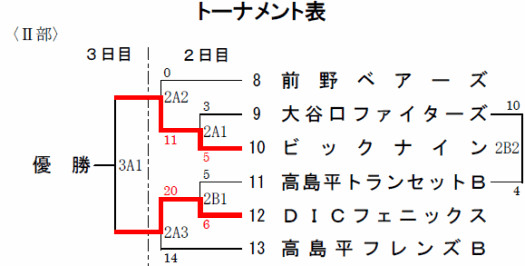 トーナメント表
〈Ⅱ部〉
3日目 2日目
0 8 前野ベアーズ
2A2 3 9 大谷口ファイターズ 10
11 2A1 5 10 ビックナイン 2B2
優勝 3A1
20 5 11 高島平トランセットB 4
2B1 6 12 DICフェニックス
2A3
14 13 高島平フレンズB